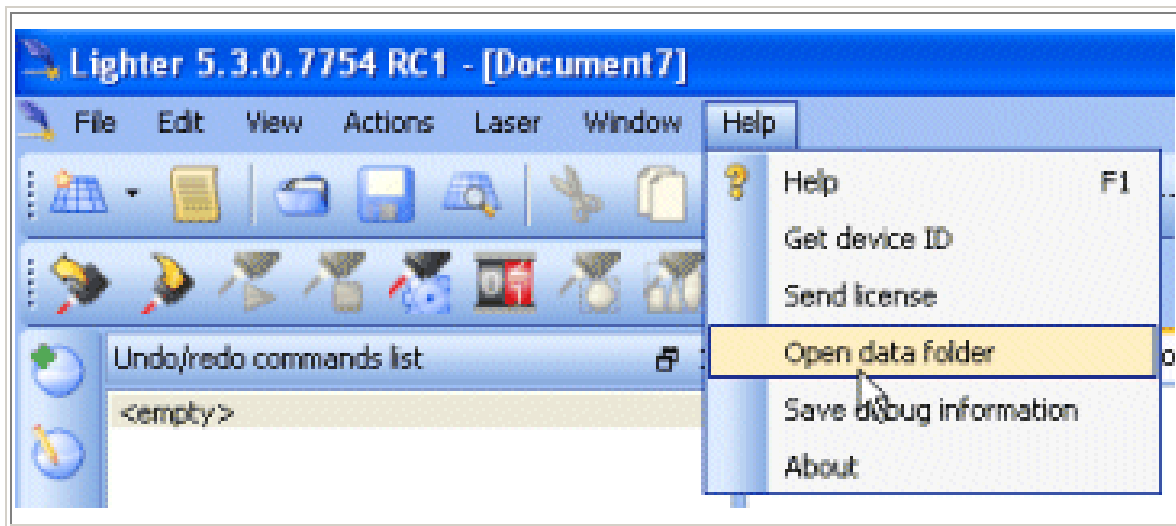 Lighter 5.3.0.7754 RC1 - [Document7]
File Edit View Actions Laser Window Help
Help F1
Get device ID
Send license
Undo/redo commands list
Open data folder
<empty>
Save debug information
About